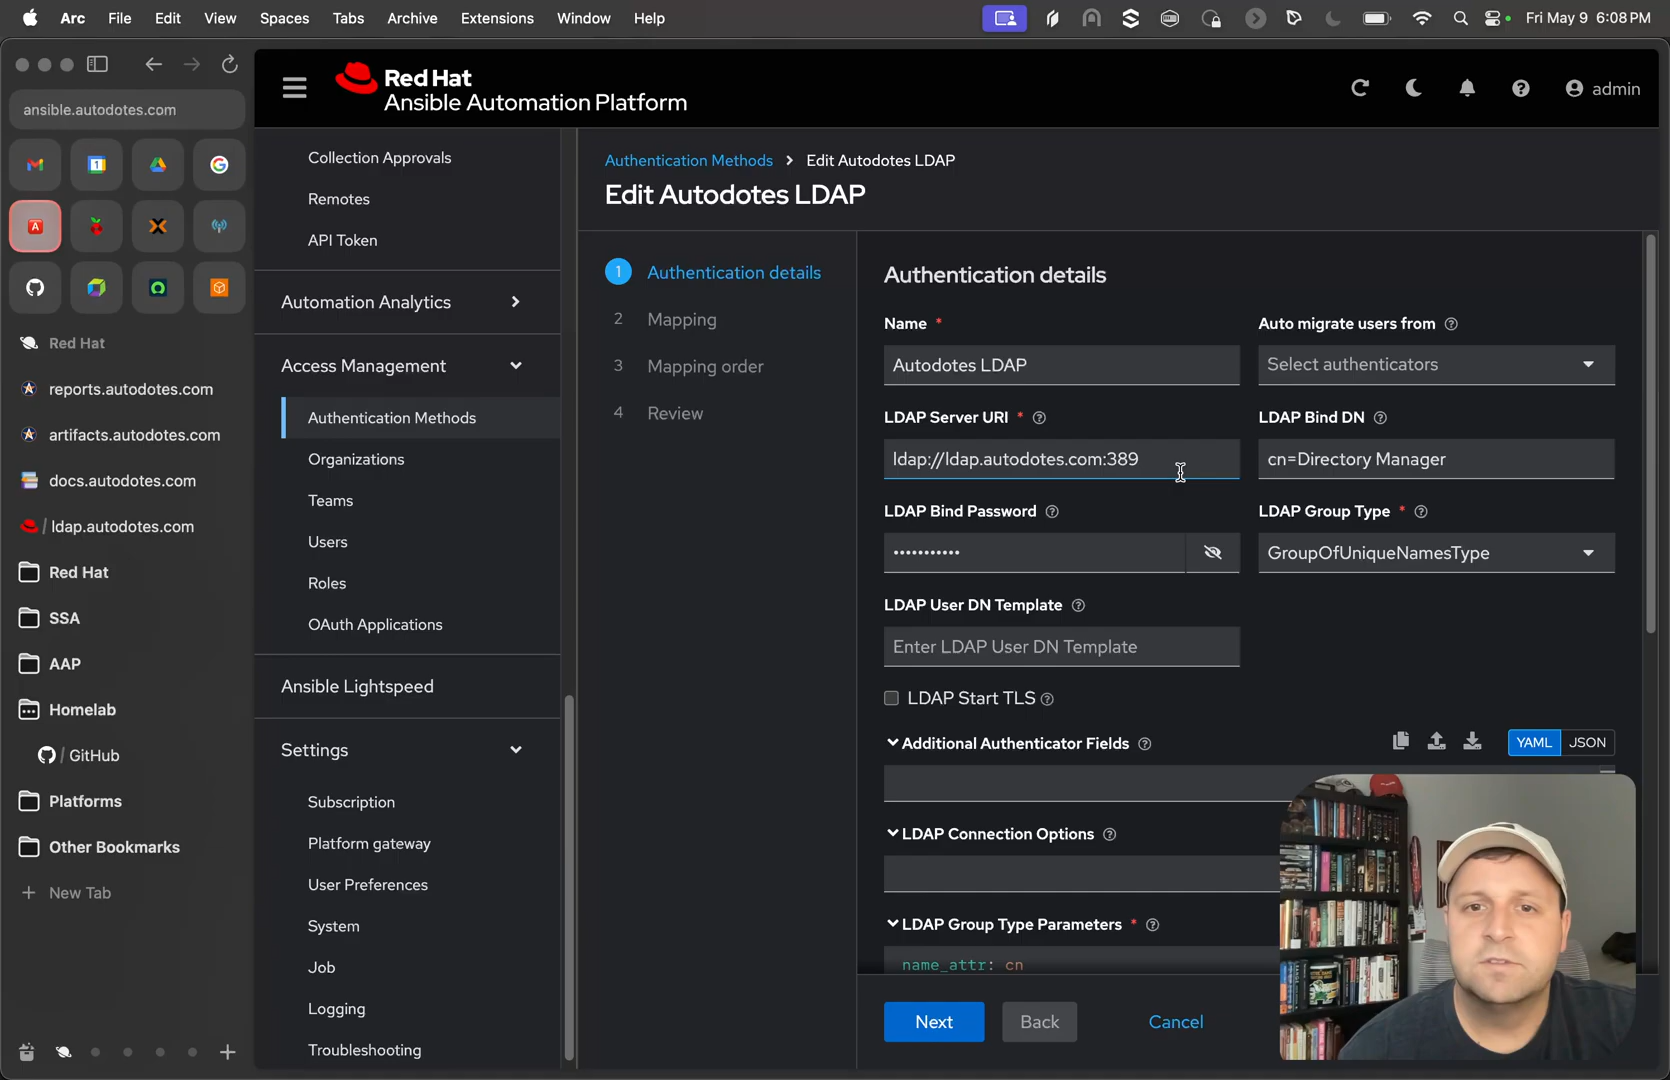 Arc File Edit View Spaces Tabs Archive Extensions Window Help
Fri May 9 6:08 PM
ansible.autodotes.com
Red Hat
reports.autodotes.com
artifacts.autodotes.com
docs.autodotes.com
/ ldap.autodotes.com
Red Hat
SSA
AAP
Homelab
/ GitHub
Platforms
Other Bookmarks
+ New Tab
Red Hat
Ansible Automation Platform
admin
Collection Approvals
Remotes
API Token
Automation Analytics
Access Management
Authentication Methods
Organizations
Teams
Users
Roles
OAuth Applications
Ansible Lightspeed
Settings
Subscription
Platform gateway
User Preferences
System
Job
Logging
Troubleshooting
Authentication Methods > Edit Autodotes LDAP
Edit Autodotes LDAP
1 Authentication details
2 Mapping
3 Mapping order
4 Review
Authentication details
Name *
Auto migrate users from
Autodotes LDAP
Select authenticators
LDAP Server URI *
LDAP Bind DN
ldap://ldap.autodotes.com:389
cn=Directory Manager
LDAP Bind Password
LDAP Group Type *
•••••••••••
GroupOfUniqueNamesType
LDAP User DN Template
Enter LDAP User DN Template
LDAP Start TLS
Additional Authenticator Fields
YAML JSON
LDAP Connection Options
LDAP Group Type Parameters *
name_attr: cn
Next Back Cancel